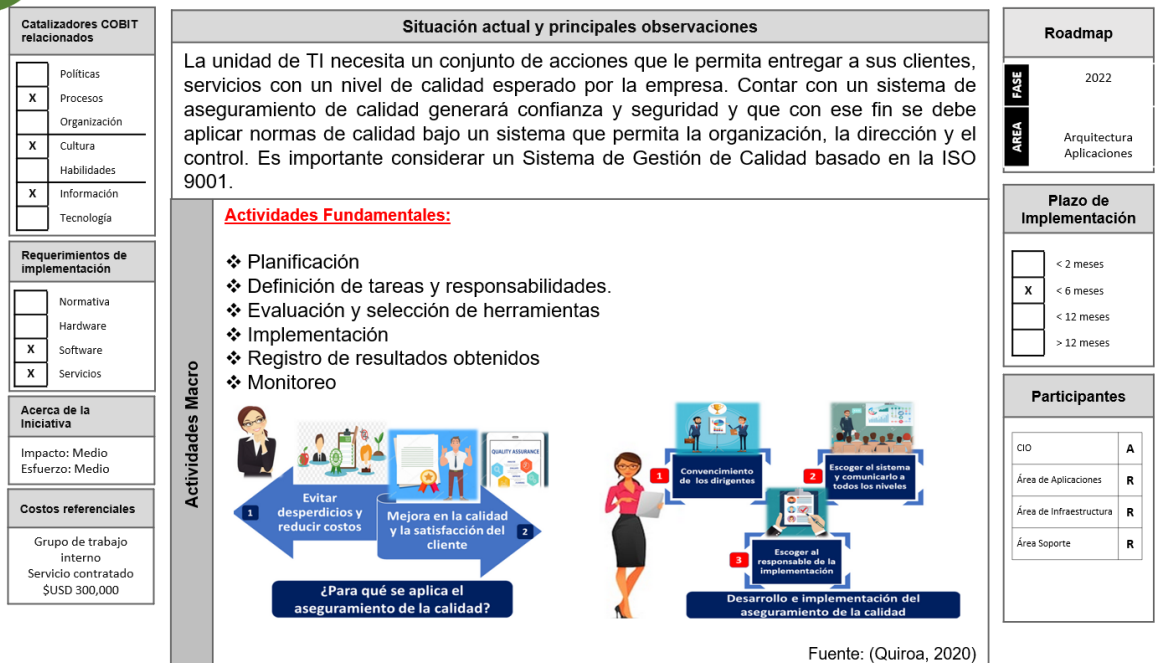 Catalizadores COBIT
relacionados
Políticas
X Procesos
Organización
X Cultura
Habilidades
X Información
Tecnología
Requerimientos de
implementación
Normativa
Hardware
X Software
X Servicios
Acerca de la
Iniciativa
Impacto: Medio
Esfuerzo: Medio
Costos referenciales
Grupo de trabajo
interno
Servicio contratado
$USD 300,000
Situación actual y principales observaciones
La unidad de TI necesita un conjunto de acciones que le permita entregar a sus clientes,
servicios con un nivel de calidad esperado por la empresa. Contar con un sistema de
aseguramiento de calidad generará confianza y seguridad y que con ese fin se debe
aplicar normas de calidad bajo un sistema que permita la organización, la dirección y el
control. Es importante considerar un Sistema de Gestión de Calidad basado en la ISO
9001.
Actividades Macro
Actividades Fundamentales:
❖ Planificación
❖ Definición de tareas y responsabilidades.
❖ Evaluación y selección de herramientas
❖ Implementación
❖ Registro de resultados obtenidos
❖ Monitoreo
QUALITY ASSURANCE
1
Evitar
desperdicios y
reducir costos
Mejora en la calidad
y la satisfacción del
cliente
2
¿Para qué se aplica el
aseguramiento de la calidad?
1
Convencimiento
de los dirigentes
2
Escoger el sistema
y comunicarlo a
todos los niveles
3
Escoger al
responsable de la
implementación
Desarrollo e implementación del
aseguramiento de la calidad
Fuente: (Quiroa, 2020)
Roadmap
FASE
2022
AREA
Arquitectura
Aplicaciones
Plazo de
Implementación
< 2 meses
X < 6 meses
< 12 meses
> 12 meses
Participantes
CIO A
Área de Aplicaciones R
Área de Infraestructura R
Área Soporte R